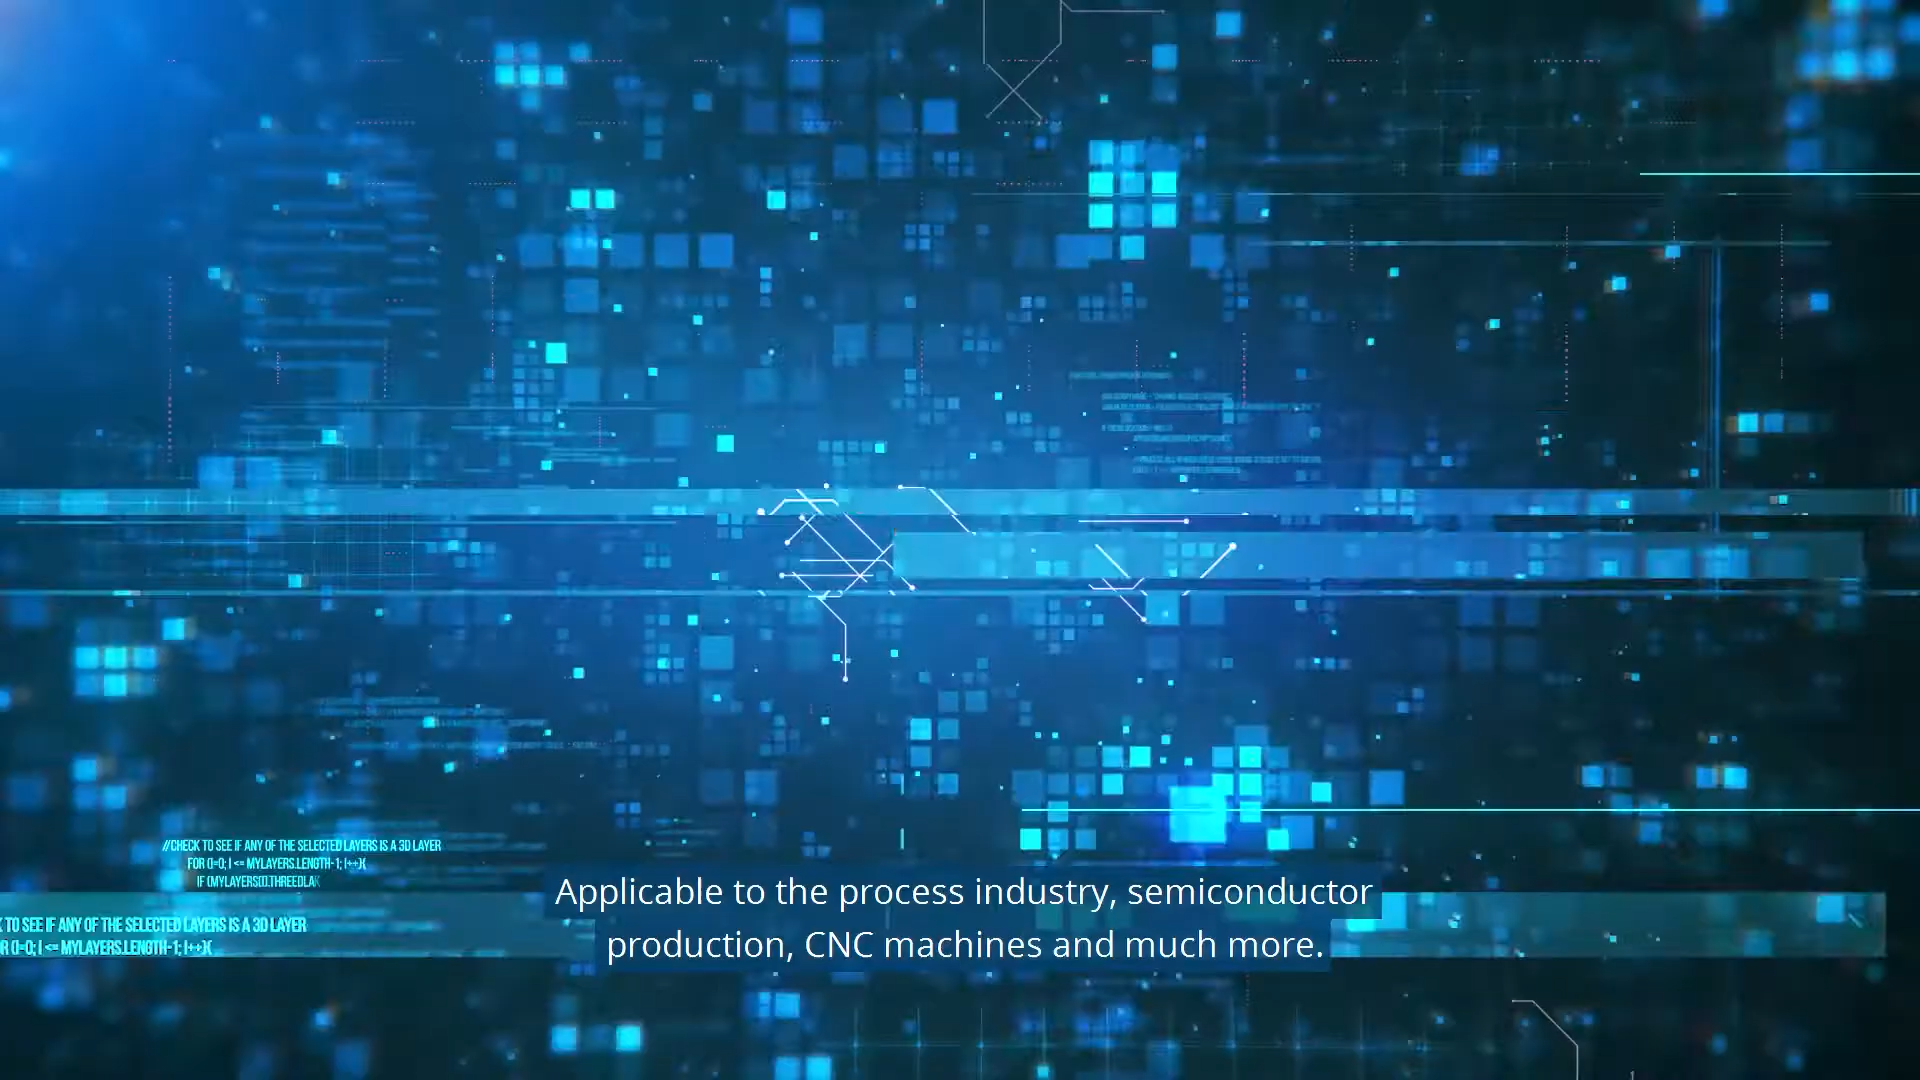 //CHECK TO SEE IF ANY OF THE SELECTED LAYERS IS A 3D LAYER
FOR (I=0; I <= MYLAYERS.LENGTH-1; I++){
IF (MYLAYERS[I].THREEDLA
TO SEE IF ANY OF THE SELECTED LAYERS IS A 3D LAYER
R (I=0; I <= MYLAYERS.LENGTH-1; I++){
Applicable to the process industry, semiconductor
production, CNC machines and much more.